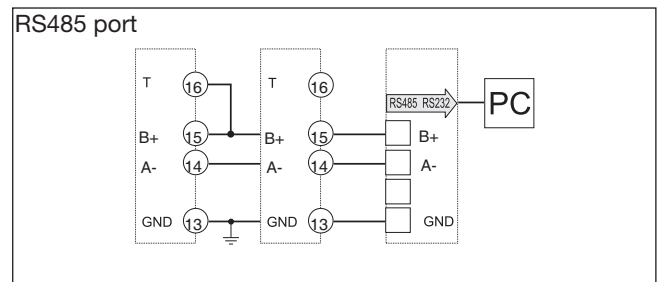 RS485 port
T 16 T 16
RS485 RS232 PC
B+ 15 B+ 15 B+
A- 14 A- 14 A-
GND 13 GND 13 GND